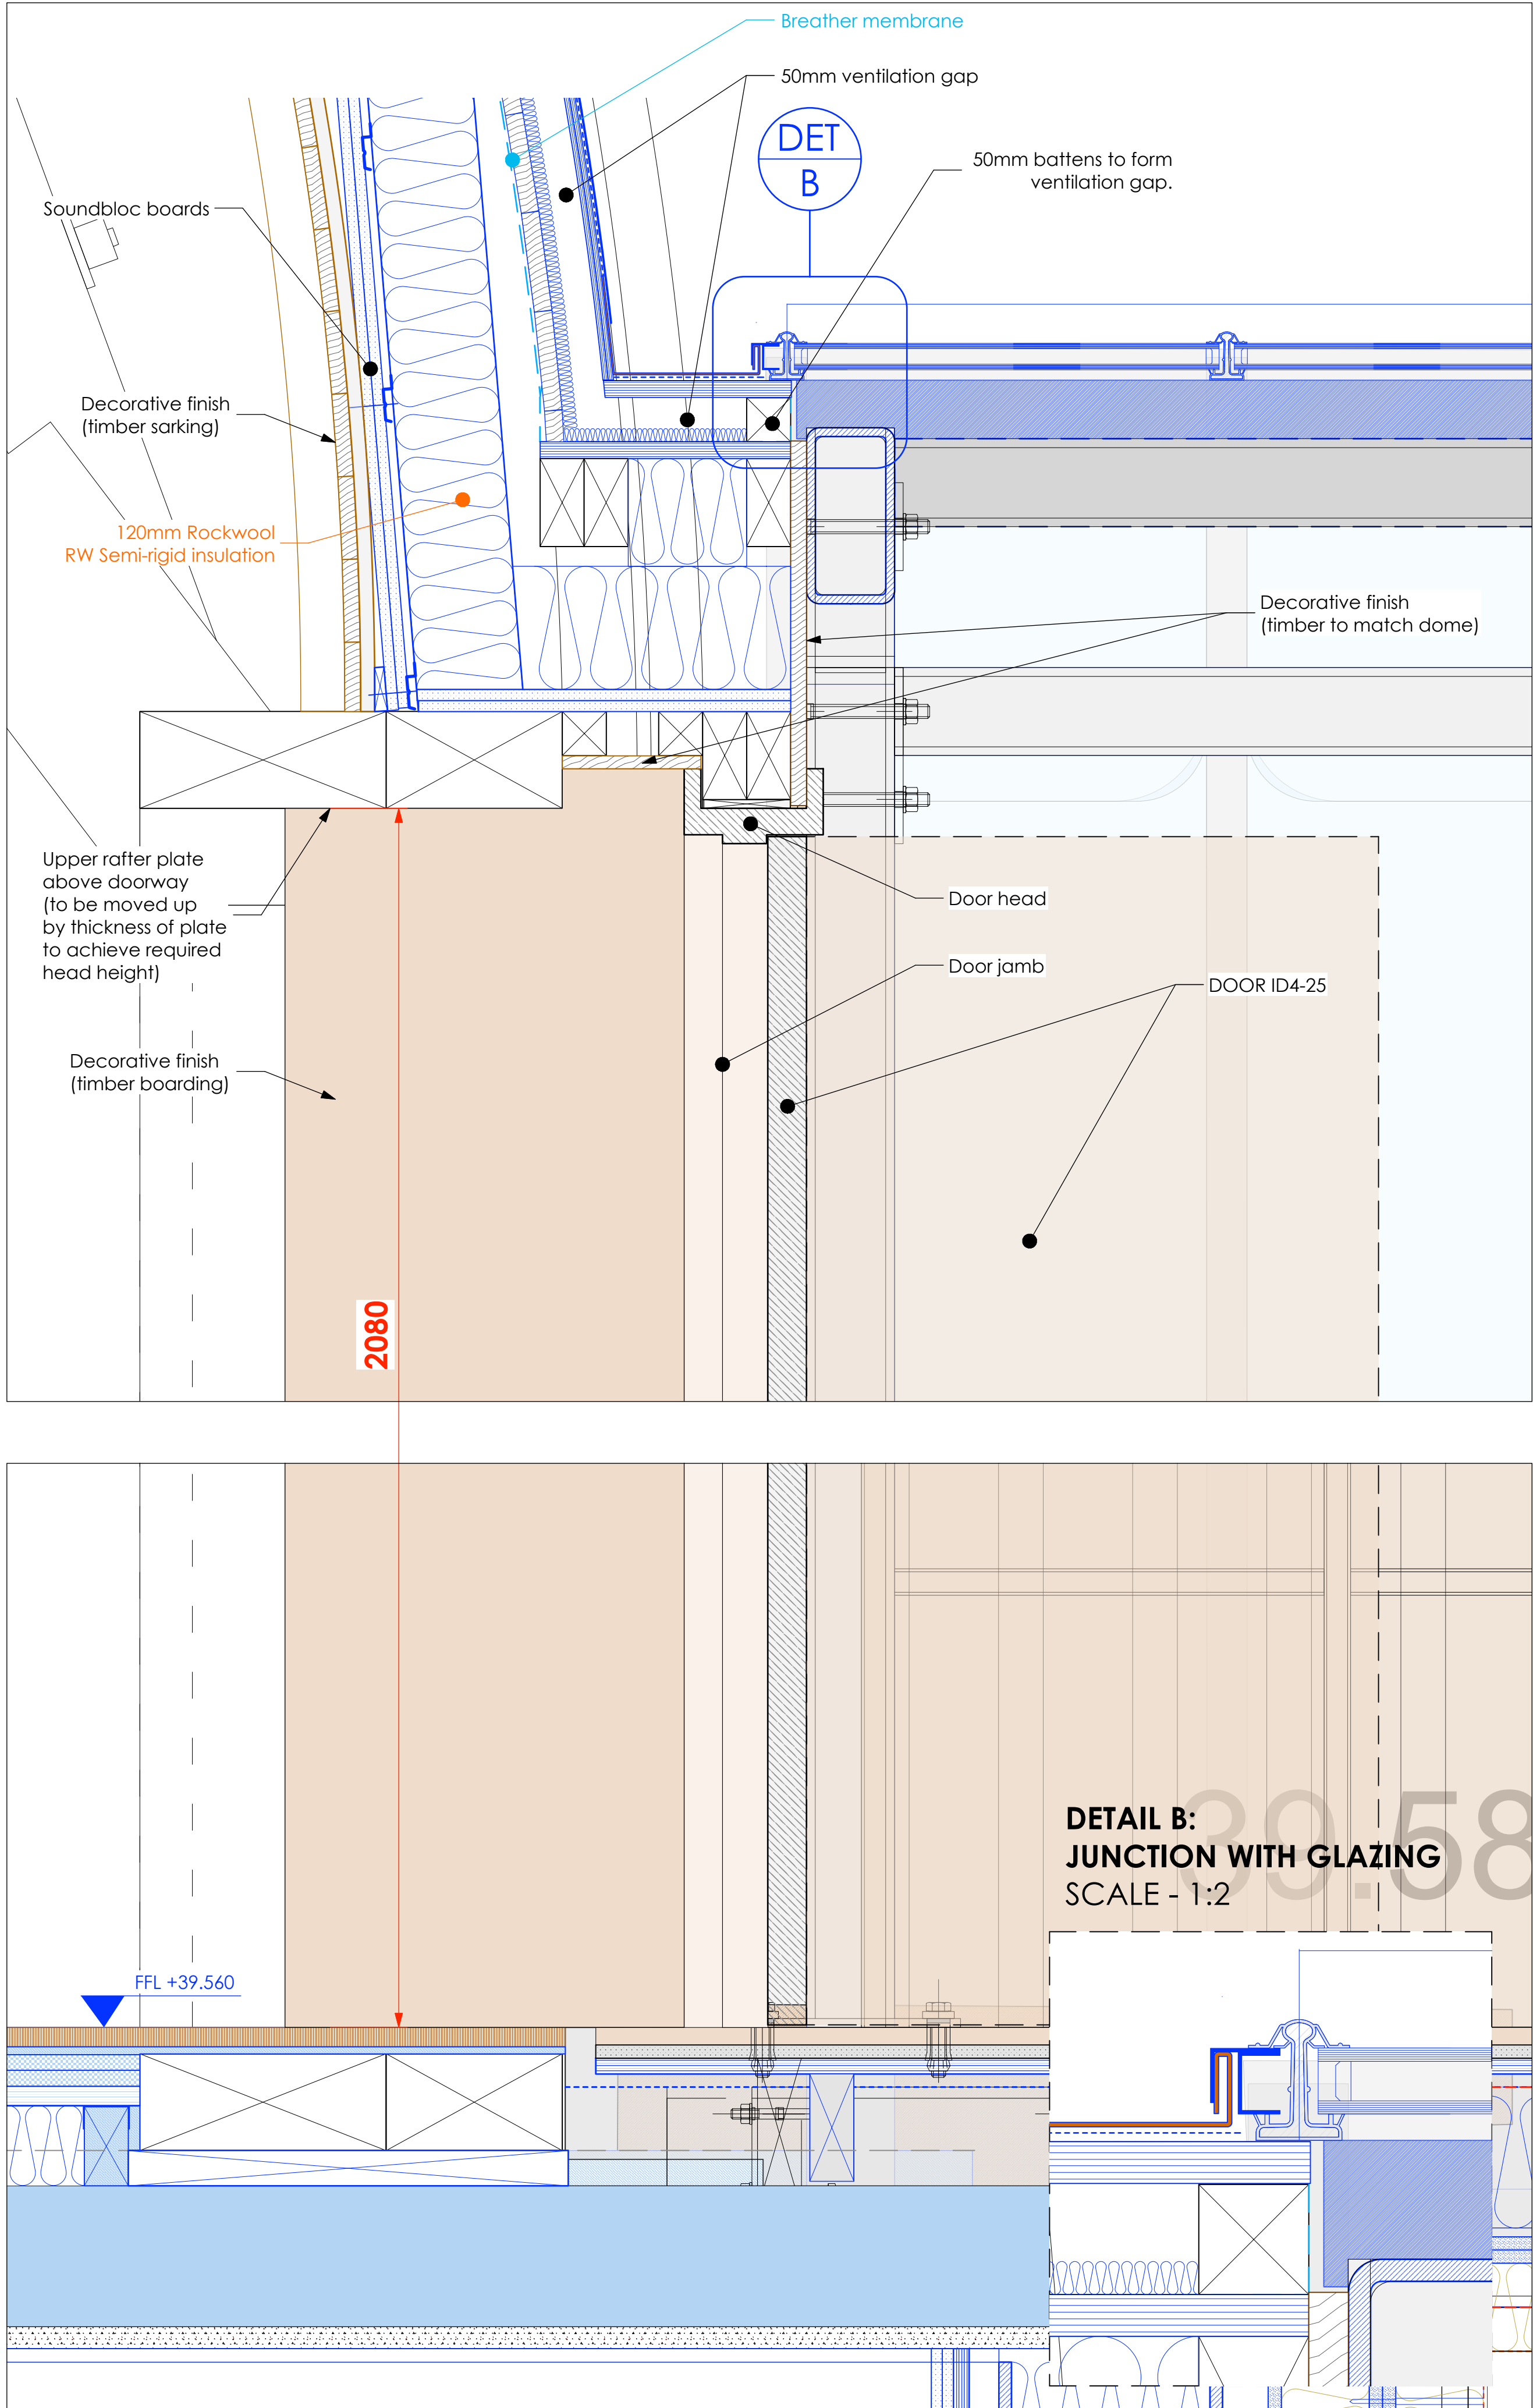 Breather membrane
50mm ventilation gap
DET
B
50mm battens to form
ventilation gap.
Soundbloc boards
Decorative finish
(timber sarking)
120mm Rockwool
RW Semi-rigid insulation
Decorative finish
(timber to match dome)
Upper rafter plate
above doorway
(to be moved up
by thickness of plate
to achieve required
head height)
Door head
Door jamb
DOOR ID4-25
Decorative finish
(timber boarding)
2080
39.58
DETAIL B:
JUNCTION WITH GLAZING
SCALE - 1:2
FFL +39.560